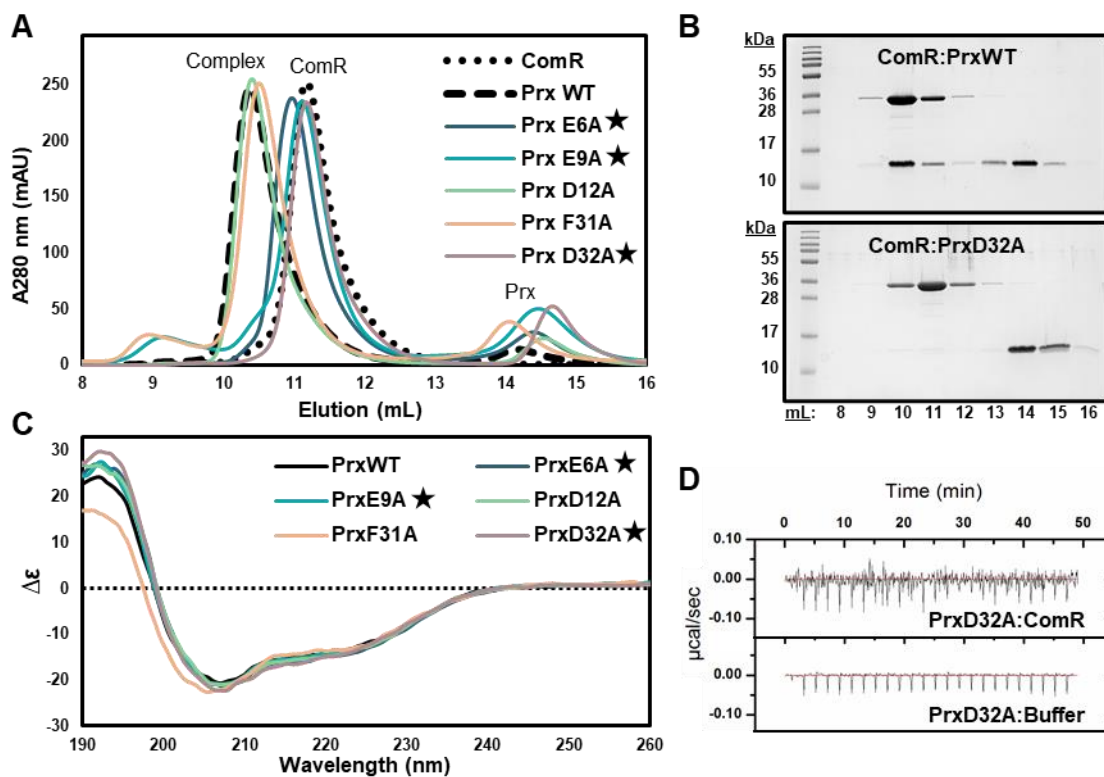 A
A280 nm (mAU)
250
200
150
100
50
0
8 9 10 11 12 13 14 15 16
Elution (mL)
Complex
ComR
Prx
ComR
Prx WT
Prx E6A ★
Prx E9A ★
Prx D12A
Prx F31A
Prx D32A ★
B
kDa
55
36
28
17
10
ComR:PrxWT
kDa
55
36
28
17
10
ComR:PrxD32A
mL: 8 9 10 11 12 13 14 15 16
C
Δε
30
20
10
0
-10
-20
-30
190 200 210 220 230 240 250 260
Wavelength (nm)
PrxWT PrxE6A ★
PrxE9A ★ PrxD12A
PrxF31A PrxD32A ★
D
Time (min)
0 10 20 30 40 50
µcal/sec
0.10
0.00
-0.10
PrxD32A:ComR
0.00
-0.10
PrxD32A:Buffer